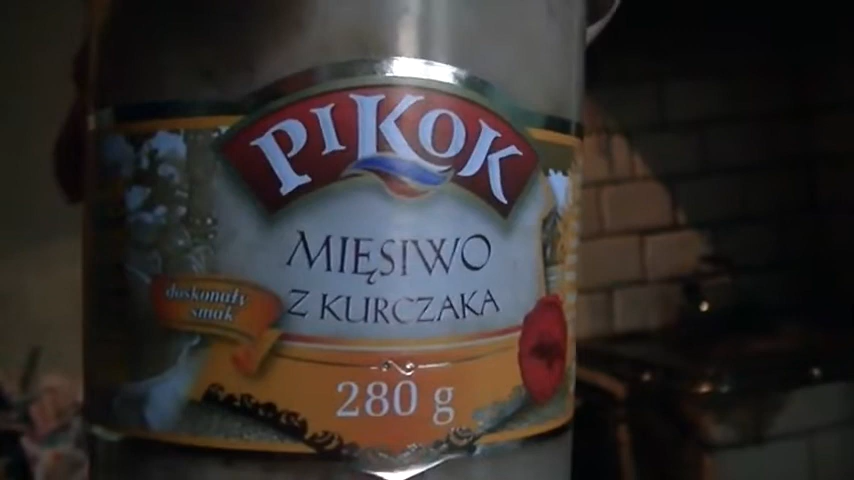 PIKOK
MIĘSIWO
Z KURCZAKA
doskonały
smak
280 g